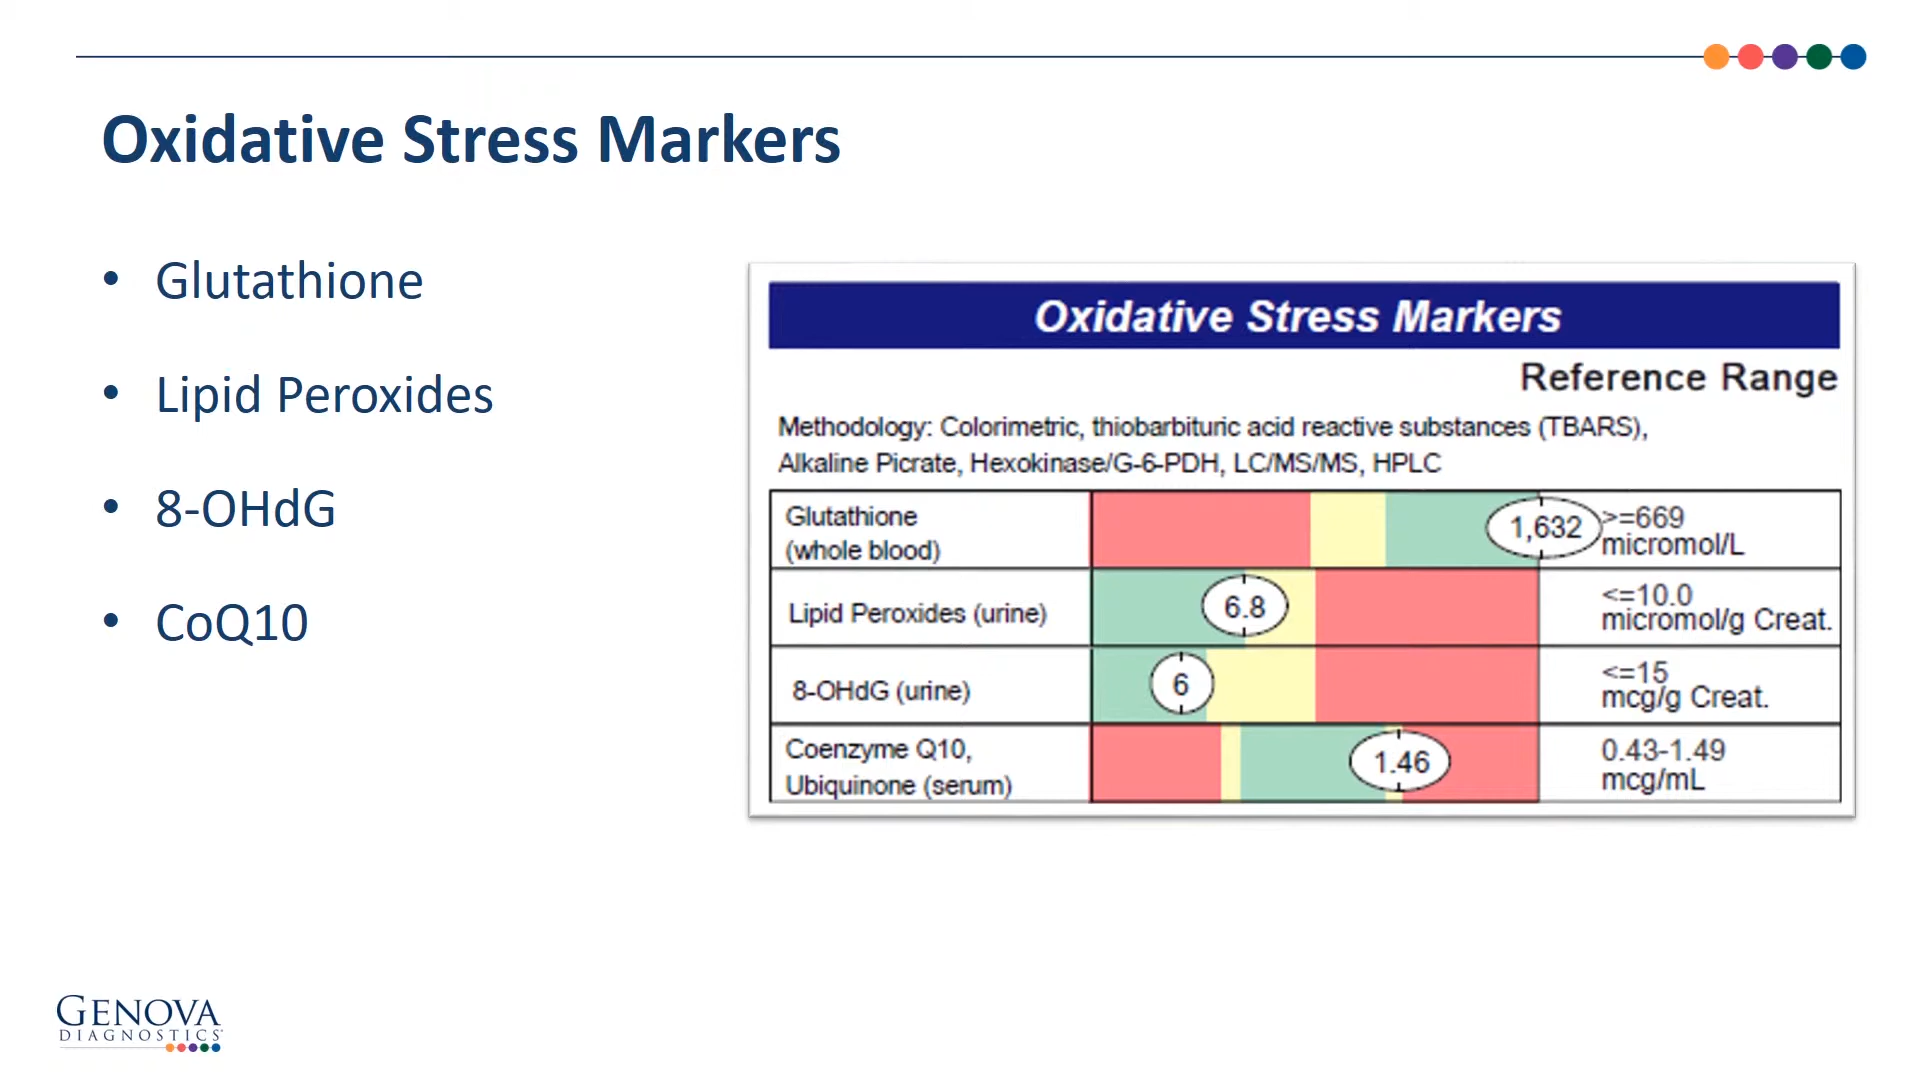 Oxidative Stress Markers
• Glutathione
• Lipid Peroxides
• 8-OHdG
• CoQ10
Oxidative Stress Markers
Reference Range
Methodology: Colorimetric, thiobarbituric acid reactive substances (TBARS),
Alkaline Picrate, Hexokinase/G-6-PDH, LC/MS/MS, HPLC
Glutathione
(whole blood)
1,632
>=669
micromol/L
Lipid Peroxides (urine)
6.8
<=10.0
micromol/g Creat.
8-OHdG (urine)
6
<=15
mcg/g Creat.
Coenzyme Q10,
Ubiquinone (serum)
1.46
0.43-1.49
mcg/mL
GENOVA
DIAGNOSTICS